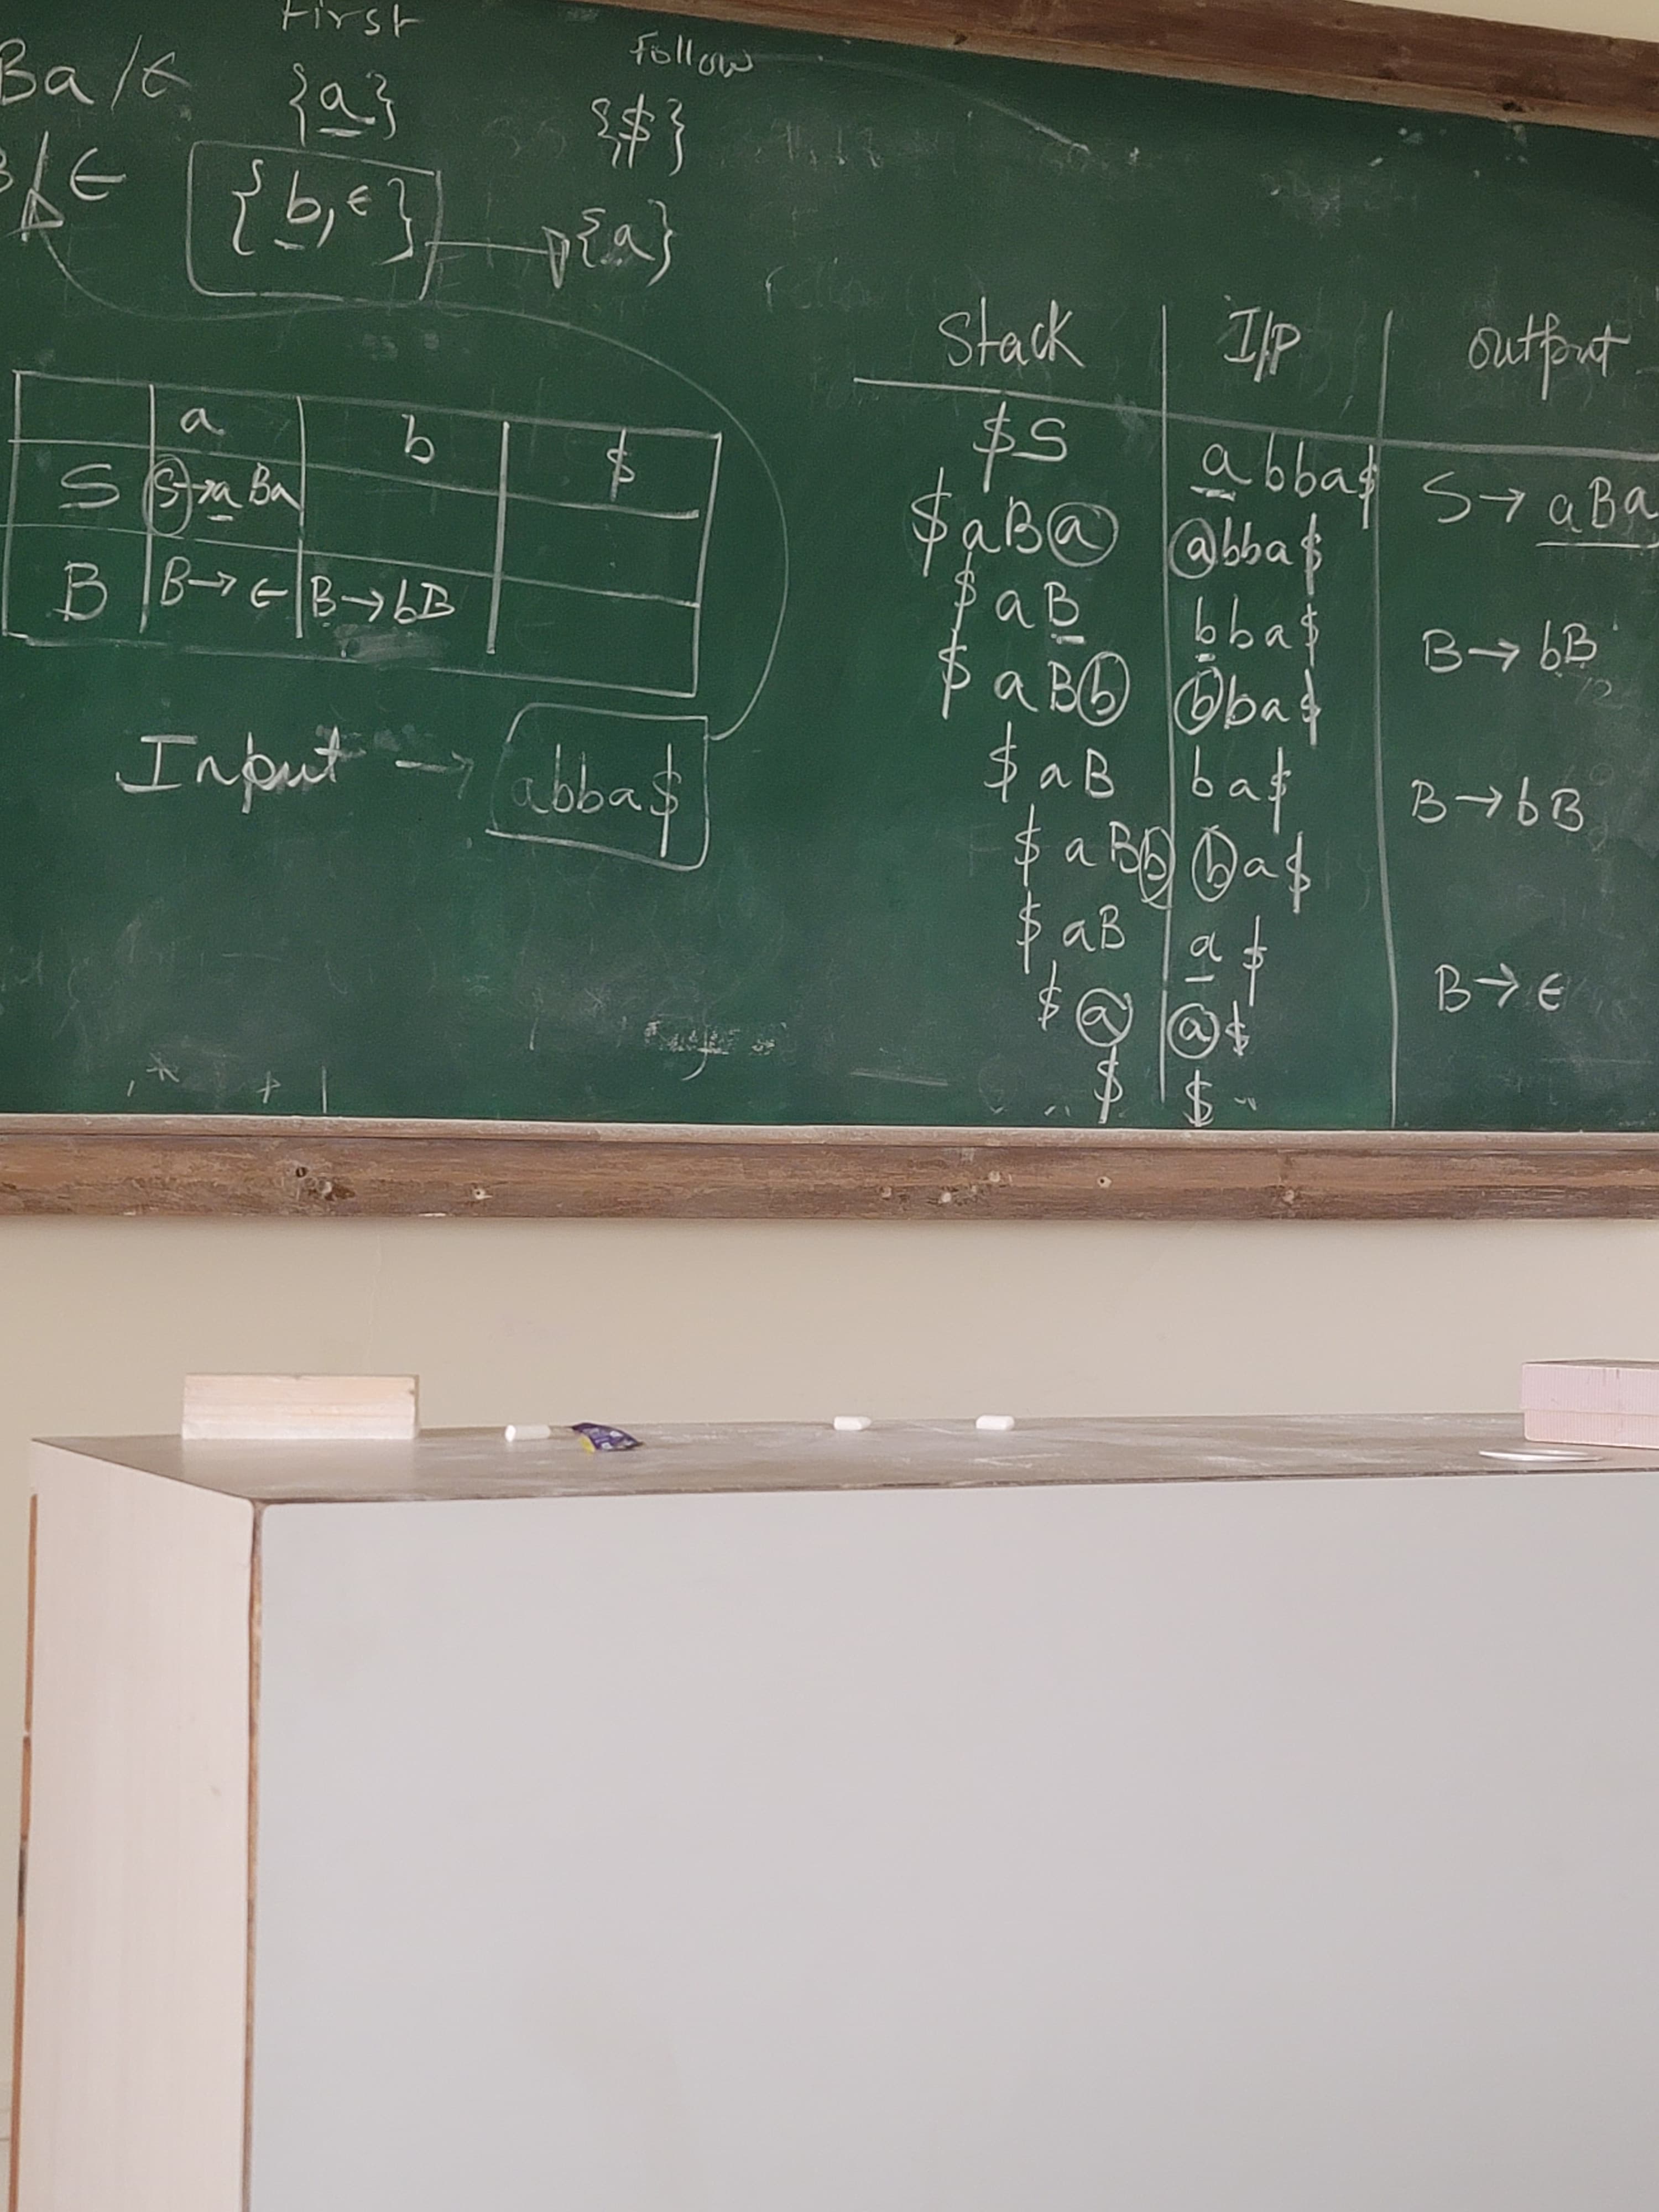 First Follow
Ba/ϵ {a} {$}
B/ϵ {b,ϵ} {a}
a b $
S S→aBa
B B→ϵ B→bB
Input → abba$
Stack I/P output
$S abba$ S→aBa
$aBa abba$
$aB bba$ B→bB
$aBb bba$
$aB ba$ B→bB
$aBb ba$
$aB a$ B→ϵ
$a a$
$ $